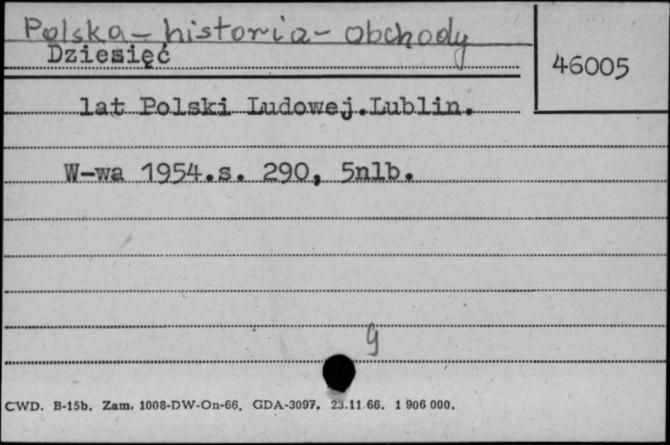 Polska - historia - obchody
Dziesięć
46005
lat Polski Ludowej.Lublin.
W-wa 1954.s. 290, 5nlb.
g
CWD. B-15b. Zam. 1008-DW-On-66. GDA-3097. 23.11.66. 1 906 000.